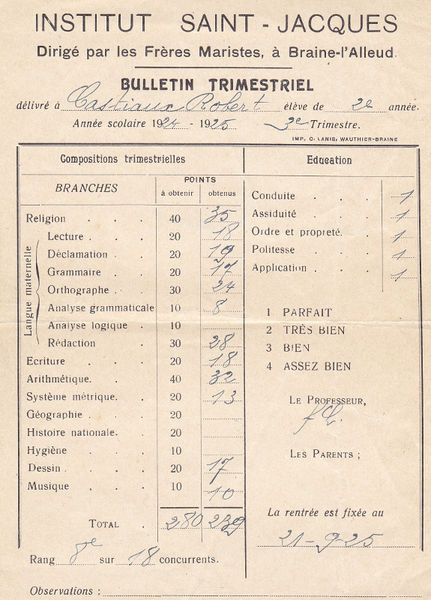 INSTITUT SAINT-JACQUES
Dirigé par les Frères Maristes, à Braine-l'Alleud
BULLETIN TRIMESTRIEL
délivré à Castiaux Robert élève de 2e année.
Année scolaire 1924 - 1925 3e Trimestre.
IMP. C. LANIE, WAUTHIER-BRAINE
Compositions trimestrielles
BRANCHES POINTS
à obtenir obtenus
Religion 40 35
Langue maternelle
Lecture 20 18
Déclamation 20 19
Grammaire 20 17
Orthographe 30 24
Analyse grammaticale 10 8
Analyse logique 10
Rédaction 30 28
Ecriture 20 18
Arithmétique 40 32
Système métrique 20 13
Géographie 20
Histoire nationale 20
Hygiène 10
Dessin 20 17
Musique 10 10
TOTAL 280 239
Rang 8e sur 18 concurrents.
Education
Conduite 1
Assiduité 1
Ordre et propreté 1
Politesse 1
Application 1
1 PARFAIT
2 TRÈS BIEN
3 BIEN
4 ASSEZ BIEN
LE PROFESSEUR,
LES PARENTS ;
La rentrée est fixée au
21-9-25
Observations :